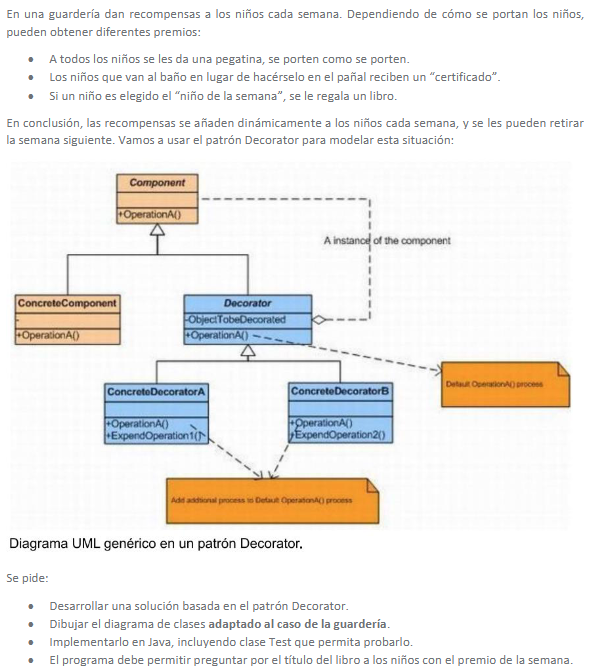 En una guardería dan recompensas a los niños cada semana. Dependiendo de cómo se portan los niños,
pueden obtener diferentes premios:
• A todos los niños se les da una pegatina, se porten como se porten.
• Los niños que van al baño en lugar de hacérselo en el pañal reciben un “certificado”.
• Si un niño es elegido el “niño de la semana”, se le regala un libro.
En conclusión, las recompensas se añaden dinámicamente a los niños cada semana, y se les pueden retirar
la semana siguiente. Vamos a usar el patrón Decorator para modelar esta situación:
Component
+OperationA()
A instance of the component
ConcreteComponent
-
+OperationA()
Decorator
-ObjectTobeDecorated
+OperationA()
ConcreteDecoratorA
+OperationA()
+ExpendOperation1()
ConcreteDecoratorB
+OperationA()
+ExpendOperation2()
Default OperationA() process
Add addtional process to Default OperationA() process
Diagrama UML genérico en un patrón Decorator.
Se pide:
• Desarrollar una solución basada en el patrón Decorator.
• Dibujar el diagrama de clases adaptado al caso de la guardería.
• Implementarlo en Java, incluyendo clase Test que permita probarlo.
• El programa debe permitir preguntar por el título del libro a los niños con el premio de la semana.